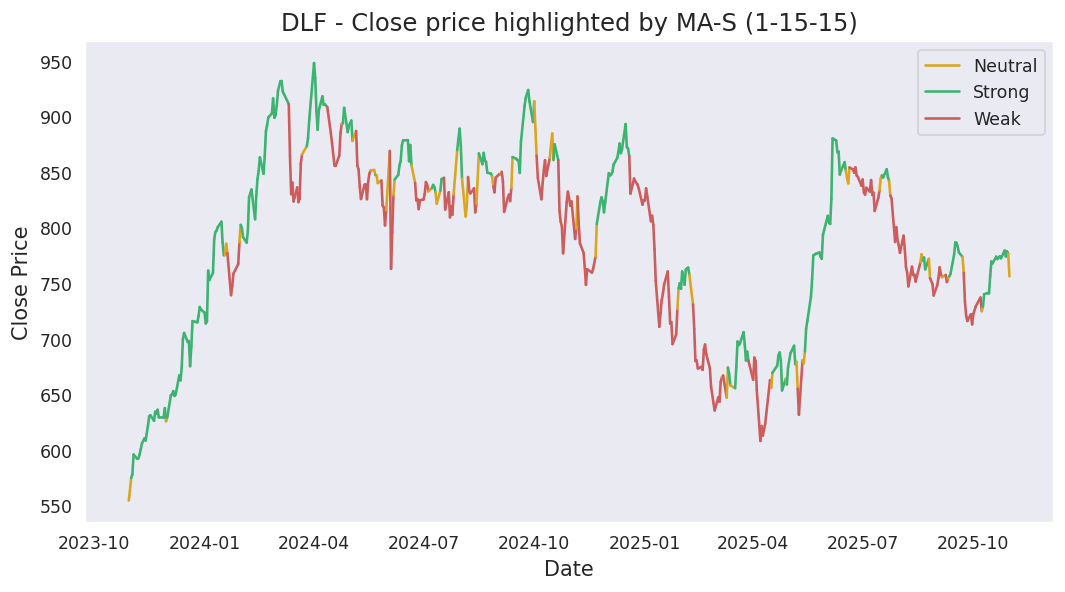 DLF - Close price highlighted by MA-S (1-15-15)
Neutral
Strong
Weak
Close Price
950
900
850
800
750
700
650
600
550
2023-10 2024-01 2024-04 2024-07 2024-10 2025-01 2025-04 2025-07 2025-10
Date